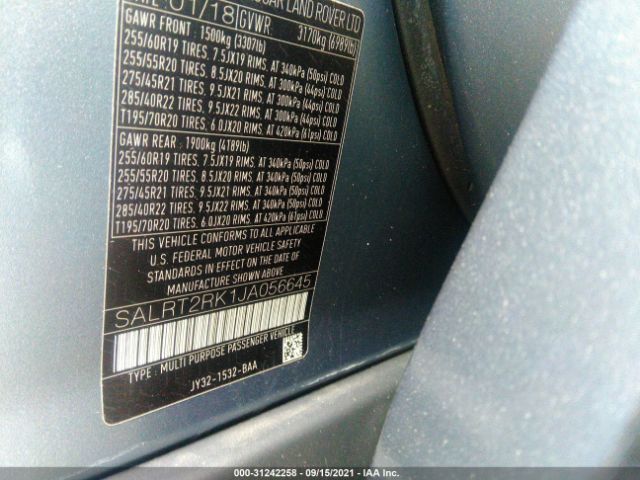 01/18 GVWR 3170kg (6989lb)
LAND ROVER LTD
GAWR FRONT : 1500kg (3307lb)
255/60R19 TIRES, 7.5JX19 RIMS, AT 340kPa (50psi) COLD
255/55R20 TIRES, 8.5JX20 RIMS, AT 340kPa (50psi) COLD
275/45R21 TIRES, 9.5JX21 RIMS, AT 300kPa (44psi) COLD
285/40R22 TIRES, 9.5JX22 RIMS, AT 300kPa (44psi) COLD
T195/70R20 TIRES, 6.0JX20 RIMS, AT 420kPa (61psi) COLD
GAWR REAR : 1900kg (4189lb)
255/60R19 TIRES, 7.5JX19 RIMS, AT 340kPa (50psi) COLD
255/55R20 TIRES, 8.5JX20 RIMS, AT 340kPa (50psi) COLD
275/45R21 TIRES, 9.5JX21 RIMS, AT 340kPa (50psi) COLD
285/40R22 TIRES, 9.5JX22 RIMS, AT 340kPa (50psi) COLD
T195/70R20 TIRES, 6.0JX20 RIMS, AT 420kPa (61psi) COLD
THIS VEHICLE CONFORMS TO ALL APPLICABLE
U.S. FEDERAL MOTOR VEHICLE SAFETY
STANDARDS IN EFFECT ON THE DATE OF
MANUFACTURE SHOWN ABOVE.
SALRT2RK1JA056645
TYPE : MULTI PURPOSE PASSENGER VEHICLE
JY32-1532-BAA
000-31242258 - 09/15/2021 - IAA Inc.